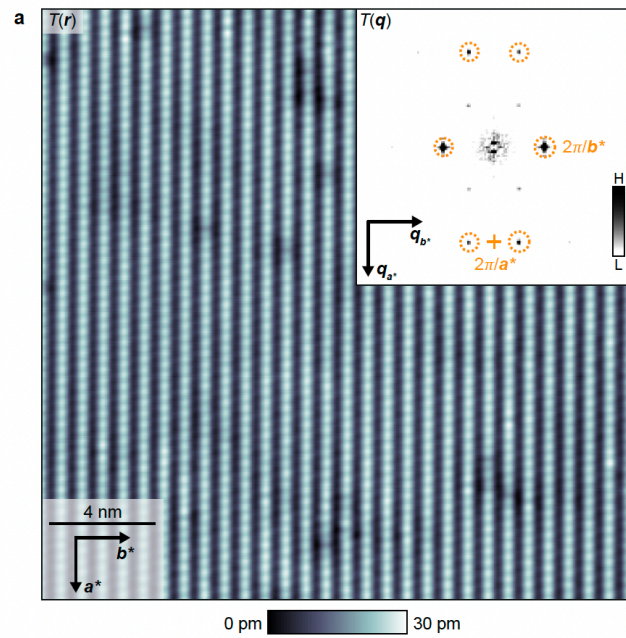 a
T(r)
T(q)
2π/b*
H
L
q_b*
2π/a*
q_a*
4 nm
b*
a*
0 pm
30 pm